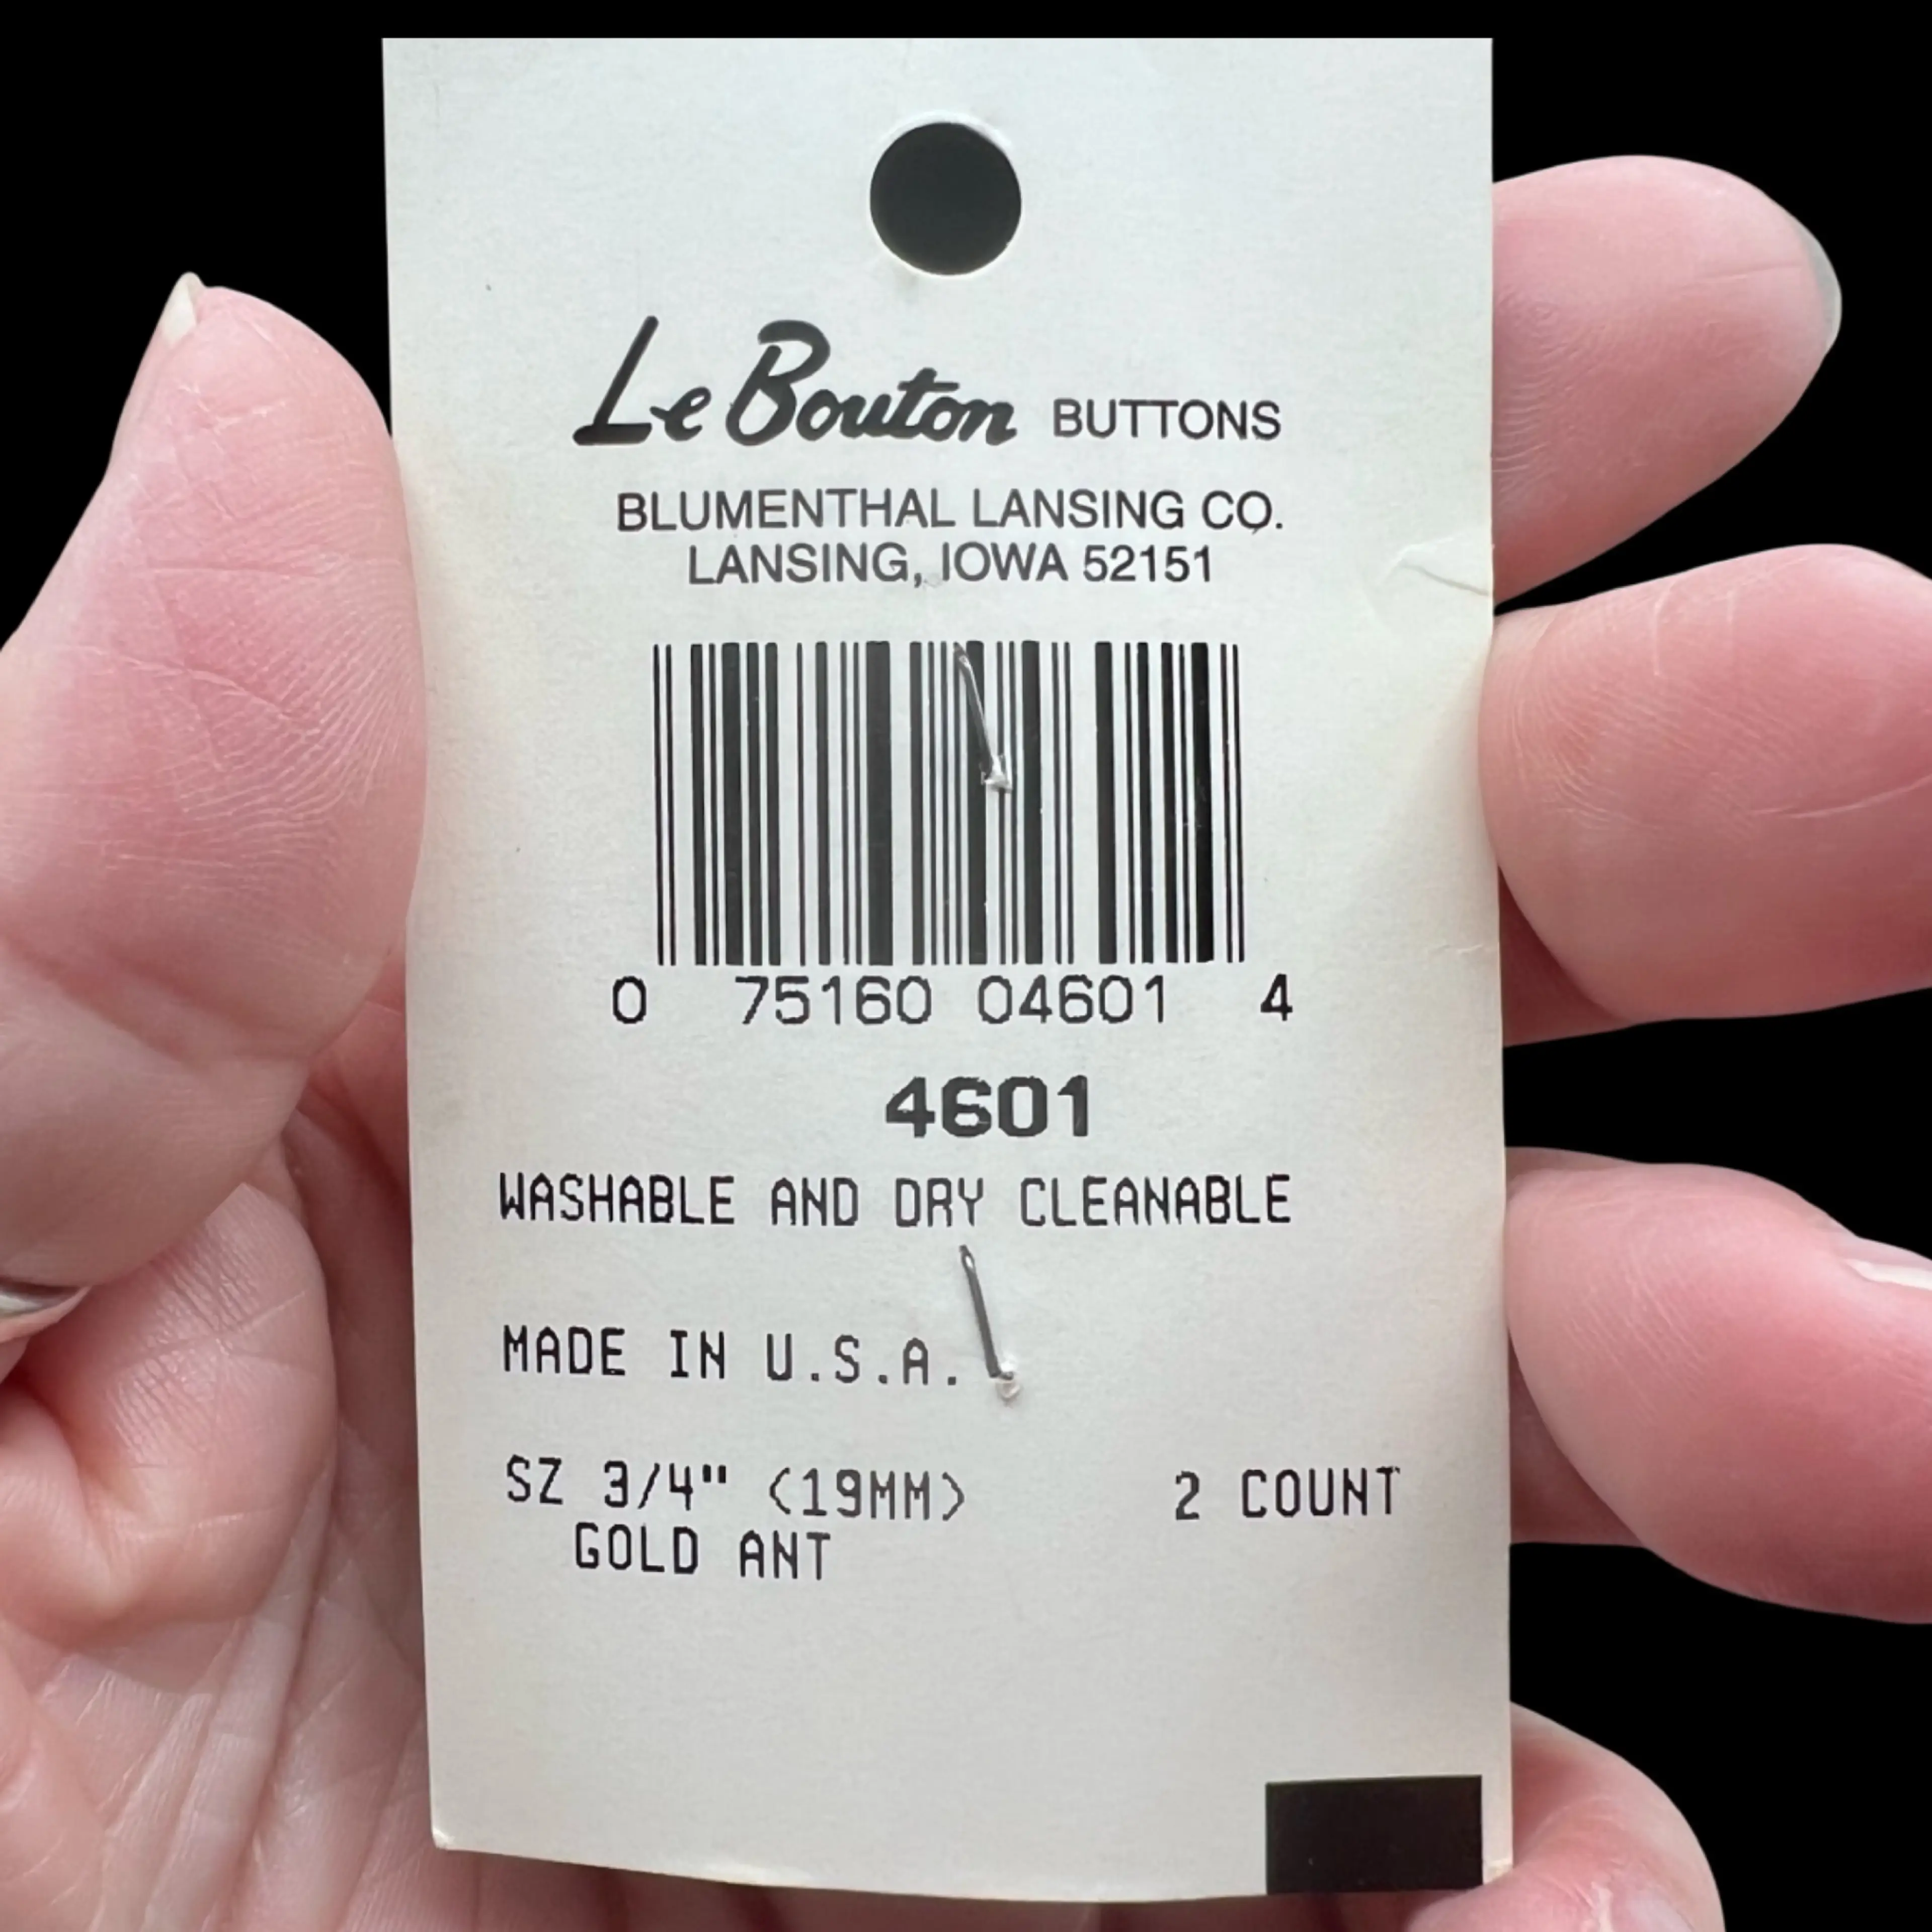 Le Bouton BUTTONS
BLUMENTHAL LANSING CO.
LANSING, IOWA 52151
0 75160 04601 4
4601
WASHABLE AND DRY CLEANABLE
MADE IN U.S.A.
SZ 3/4" (19MM) 2 COUNT
GOLD ANT